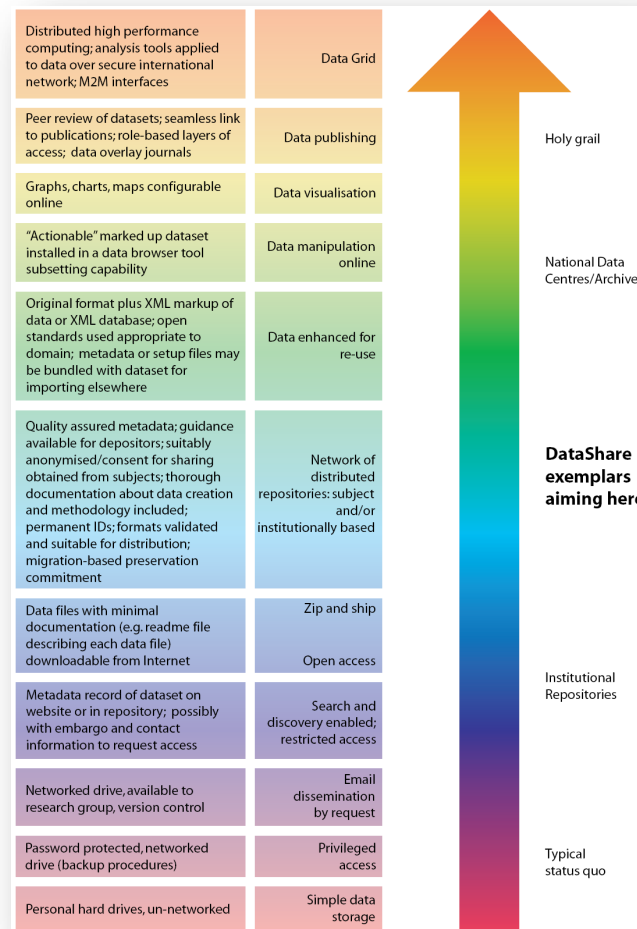 Distributed high performance
computing; analysis tools applied
to data over secure international
network; M2M interfaces
Data Grid
Peer review of datasets; seamless link
to publications; role-based layers of
access; data overlay journals
Data publishing
Holy grail
Graphs, charts, maps configurable
online
Data visualisation
“Actionable” marked up dataset
installed in a data browser tool
subsetting capability
Data manipulation
online
National Data
Centres/Archive
Original format plus XML markup of
data or XML database; open
standards used appropriate to
domain; metadata or setup files may
be bundled with dataset for
importing elsewhere
Data enhanced for
re-use
Quality assured metadata; guidance
available for depositors; suitably
anonymised/consent for sharing
obtained from subjects; thorough
documentation about data creation
and methodology included;
permanent IDs; formats validated
and suitable for distribution;
migration-based preservation
commitment
Network of
distributed
repositories: subject
and/or
institutionally based
DataShare
exemplars
aiming here
Data files with minimal
documentation (e.g. readme file
describing each data file)
downloadable from Internet
Zip and ship
Open access
Metadata record of dataset on
website or in repository; possibly
with embargo and contact
information to request access
Search and
discovery enabled;
restricted access
Institutional
Repositories
Networked drive, available to
research group, version control
Email
dissemination
by request
Password protected, networked
drive (backup procedures)
Privileged
access
Typical
status quo
Personal hard drives, un-networked
Simple data
storage